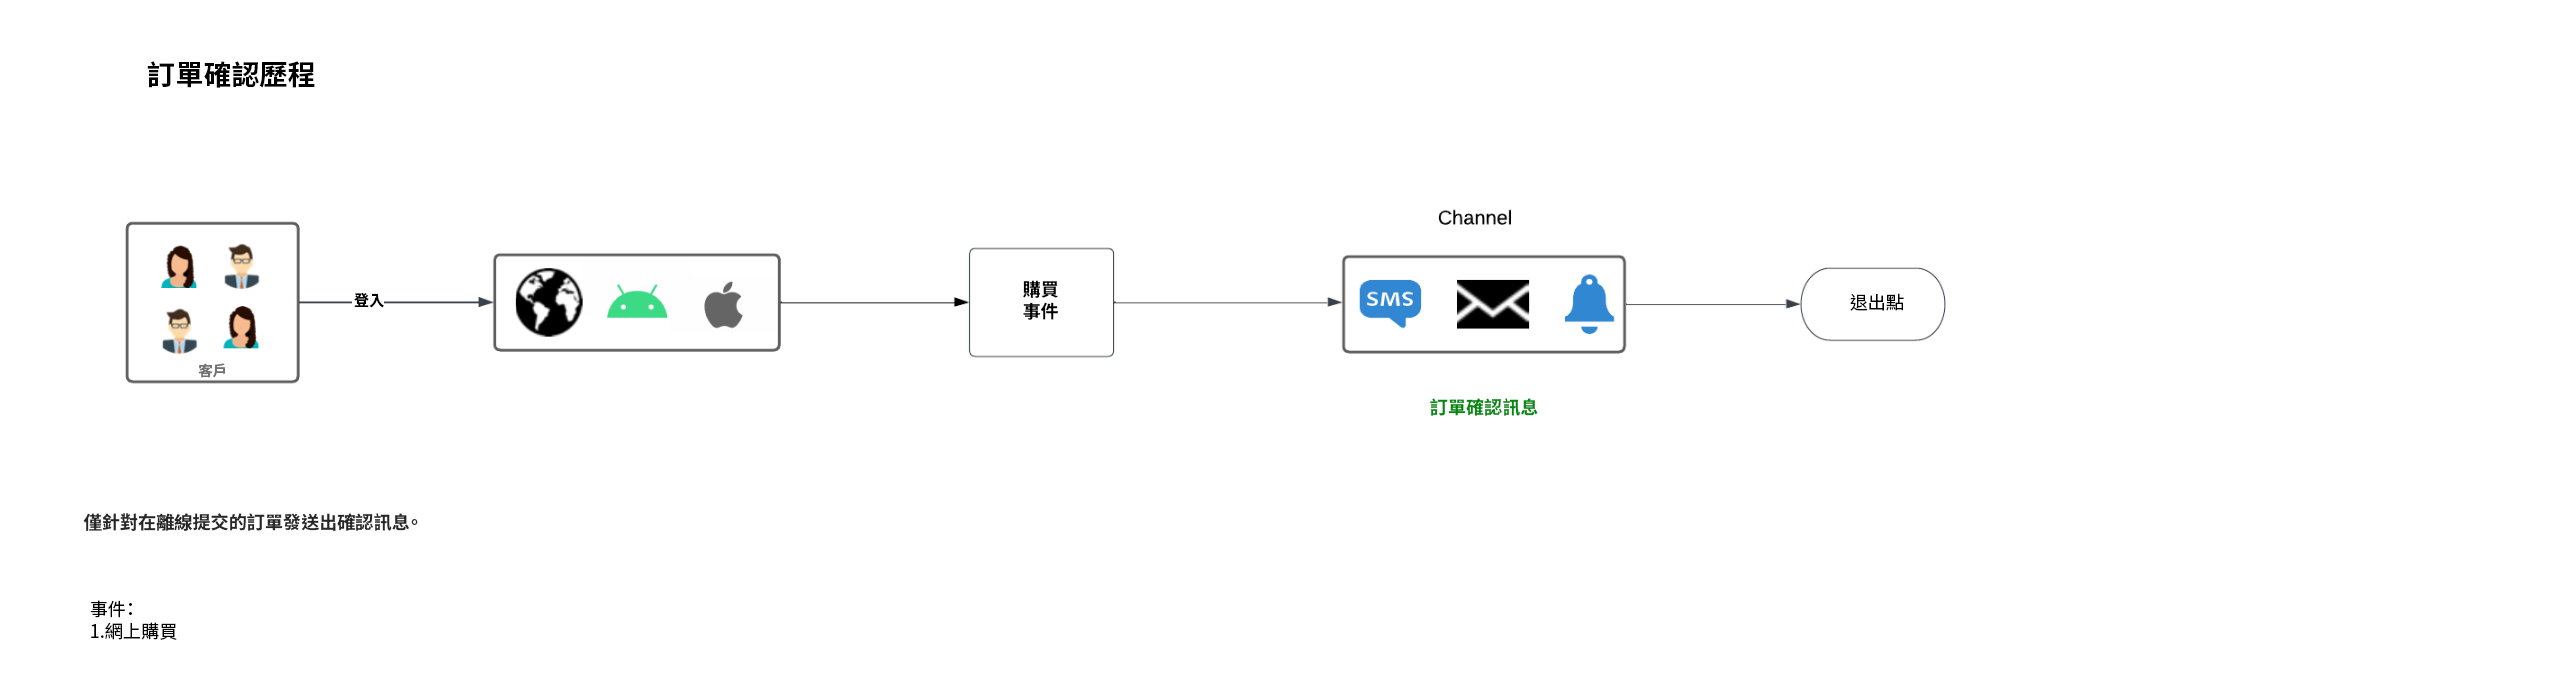 訂單確認歷程
Channel
客戶
登入
購買
事件
SMS
退出點
訂單確認訊息
僅針對在離線提交的訂單發送出確認訊息。
事件：
1.網上購買